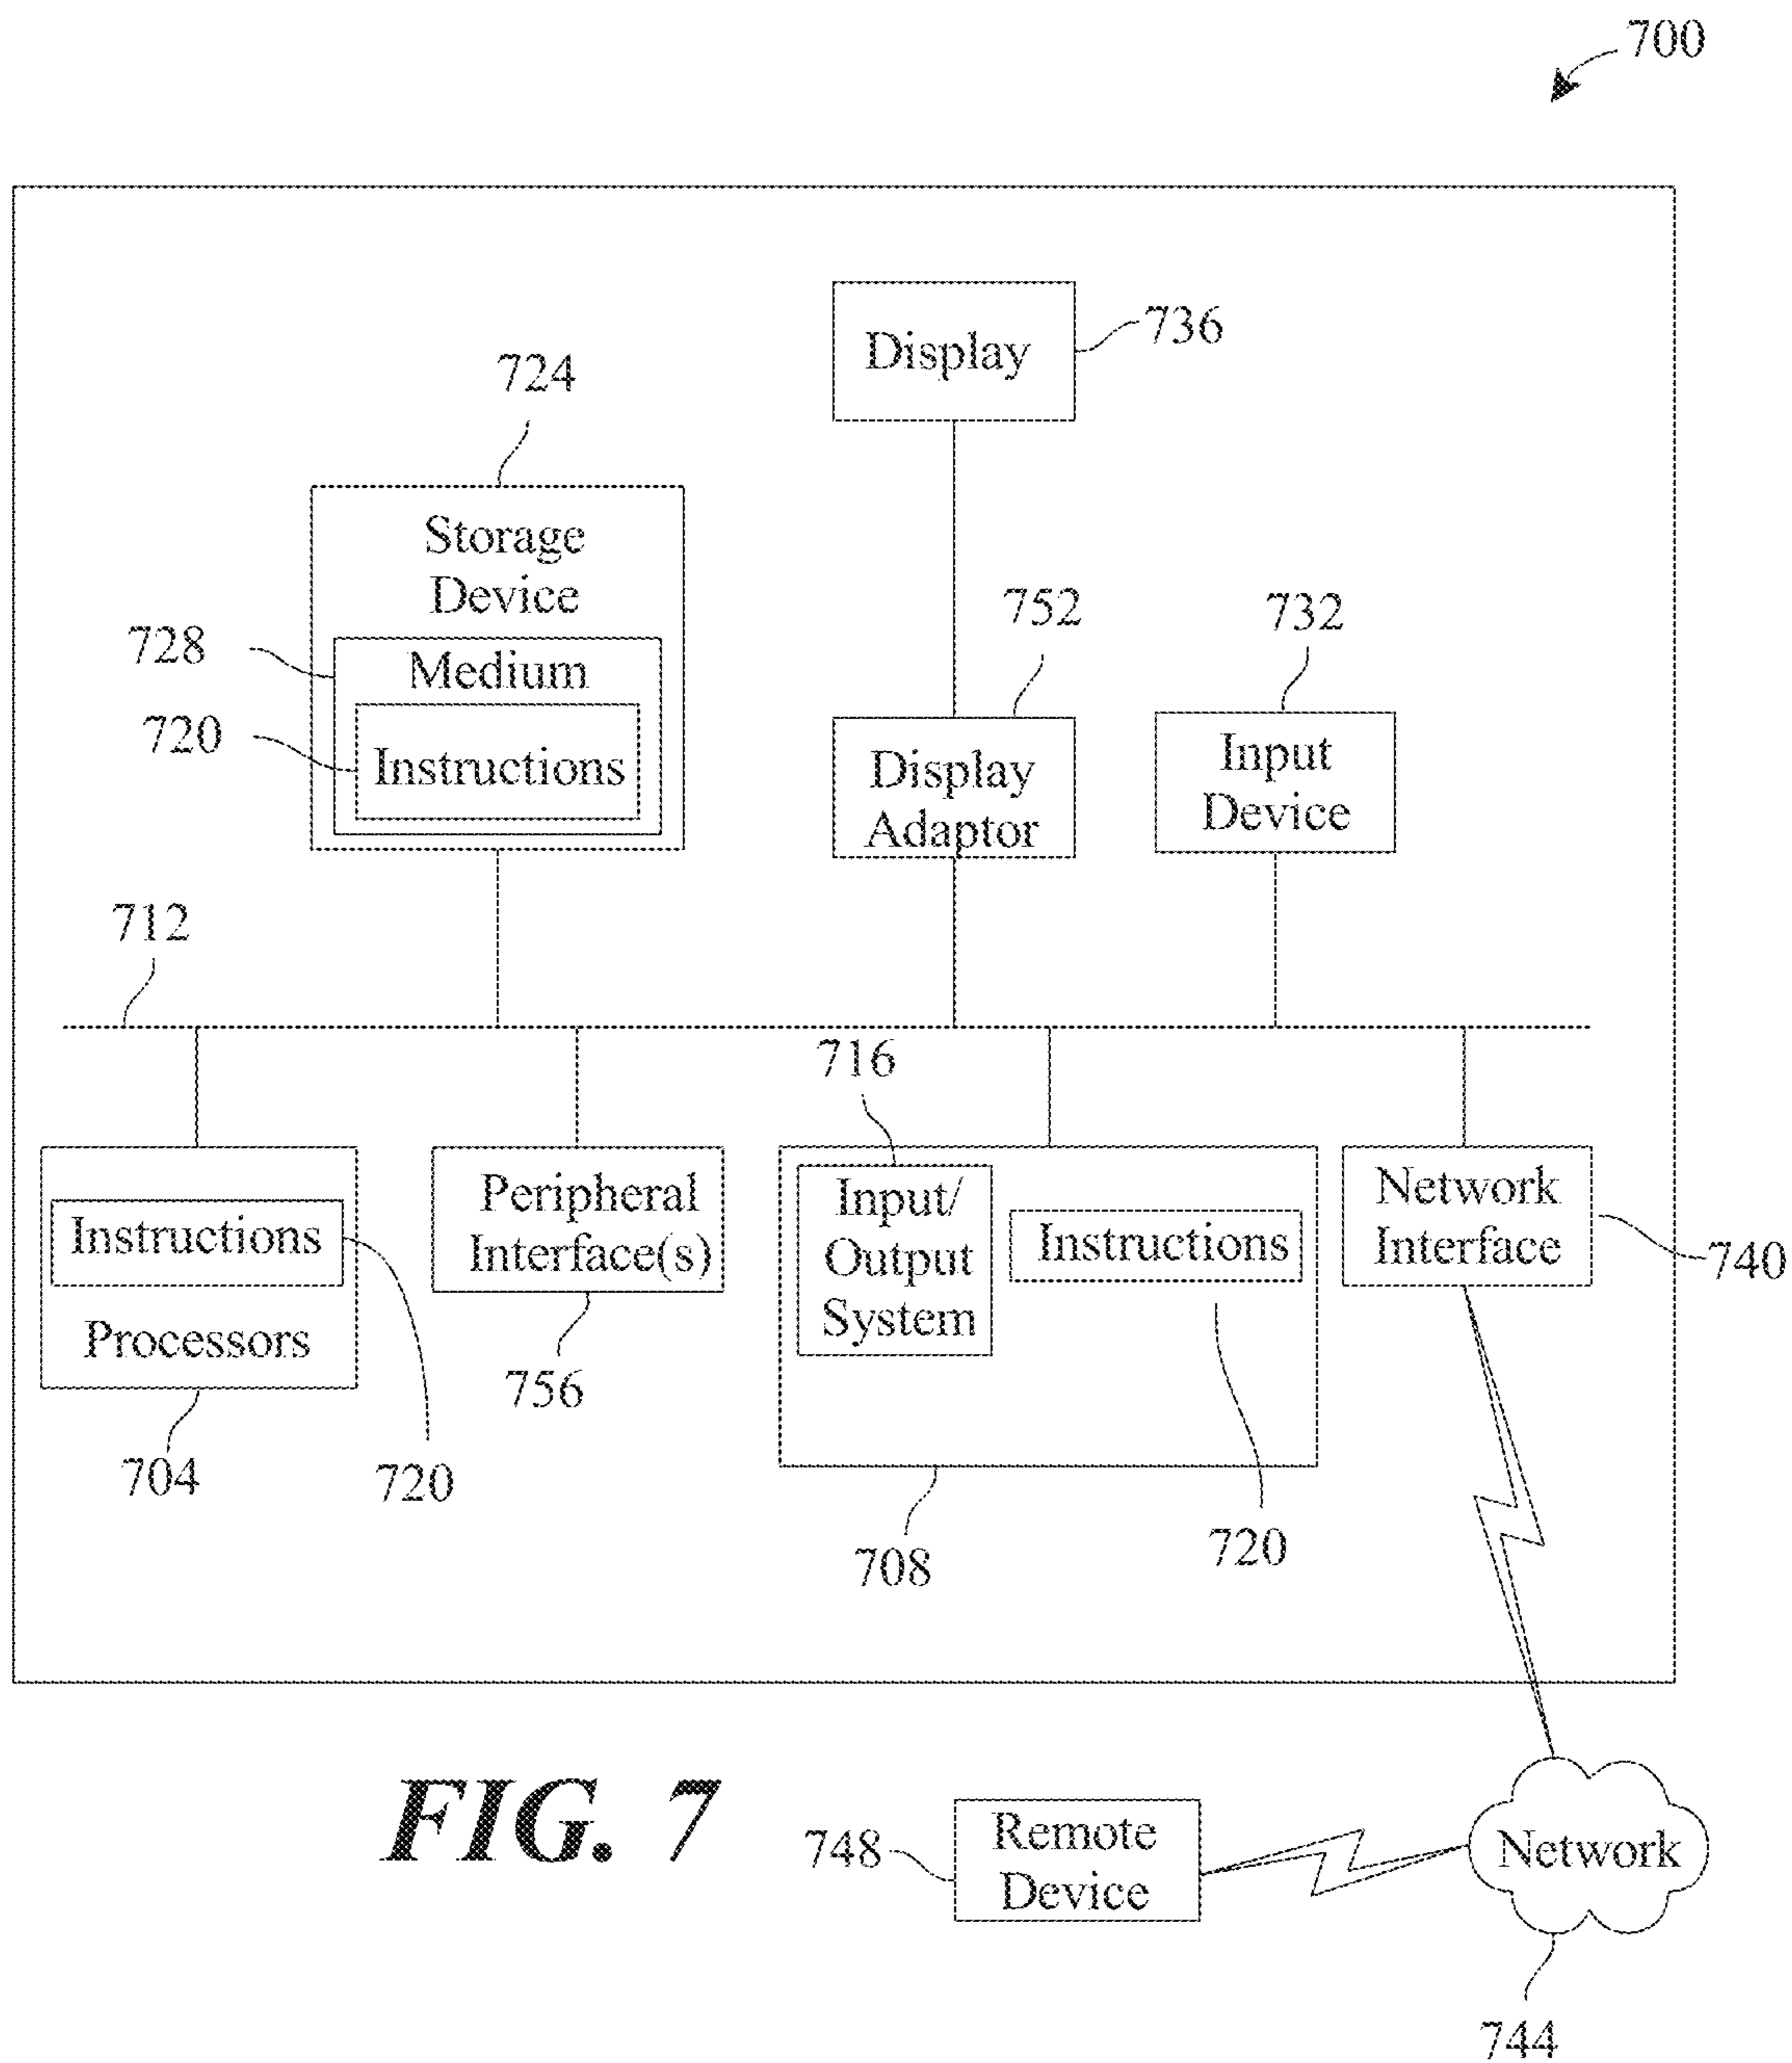 700
Display
736
724
Storage
Device
728
Medium
720
Instructions
752
Display
Adaptor
732
Input
Device
712
716
Instructions
Processors
704
720
Peripheral
Interface(s)
756
Input/
Output
System
Instructions
708
720
Network
Interface
740
FIG. 7
748
Remote
Device
Network
744